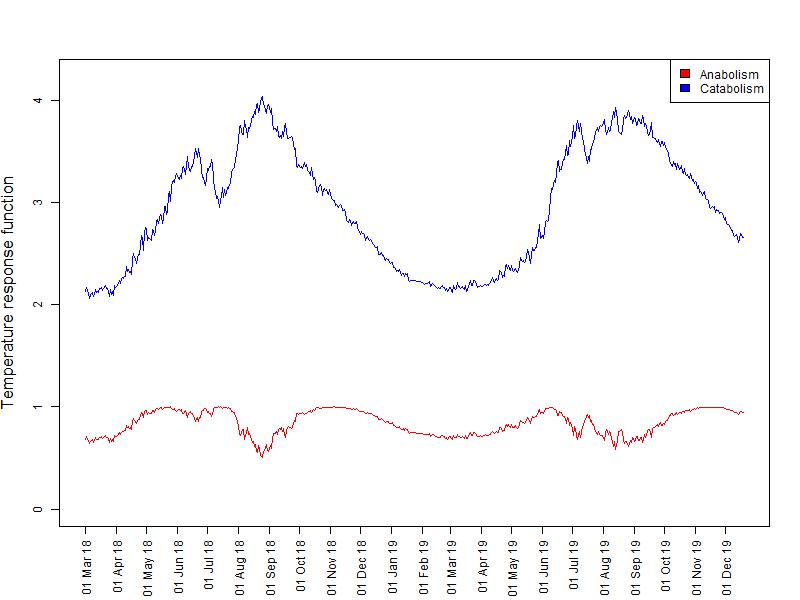 Anabolism
Catabolism
Temperature response function
4
3
2
1
0
01 Mar 18
01 Apr 18
01 May 18
01 Jun 18
01 Jul 18
01 Aug 18
01 Sep 18
01 Oct 18
01 Nov 18
01 Dec 18
01 Jan 19
01 Feb 19
01 Mar 19
01 Apr 19
01 May 19
01 Jun 19
01 Jul 19
01 Aug 19
01 Sep 19
01 Oct 19
01 Nov 19
01 Dec 19